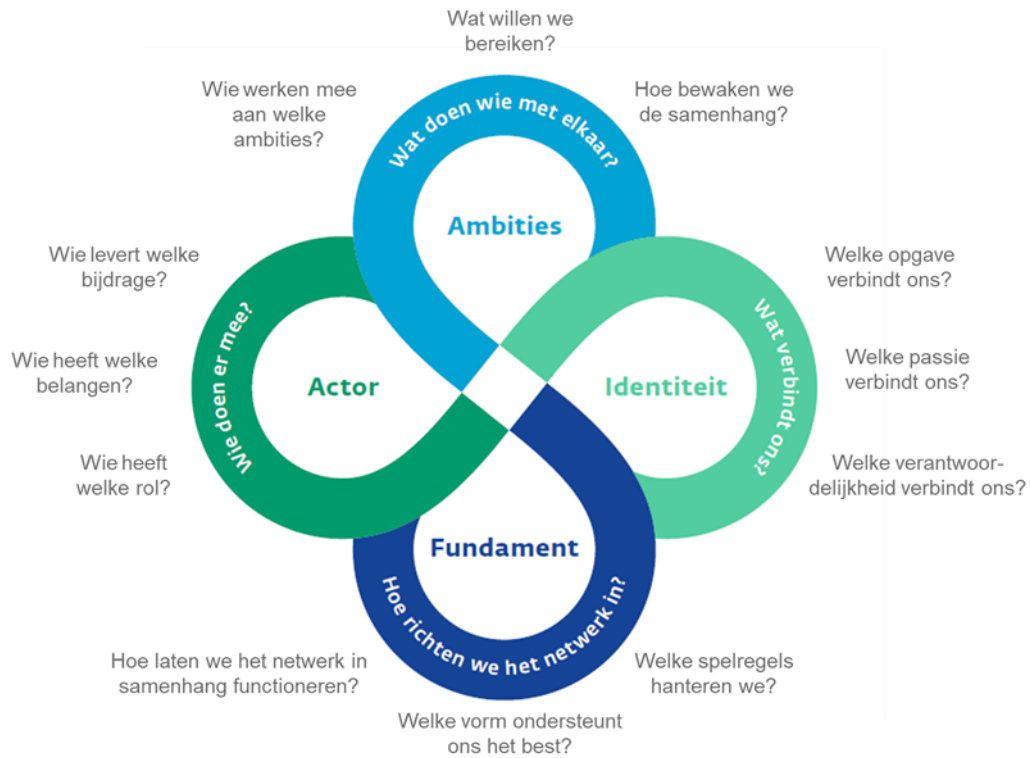 Wat willen we
bereiken?
Wie werken mee
aan welke
ambities?
Hoe bewaken we
de samenhang?
Wat doen wie met elkaar?
Ambities
Wie levert welke
bijdrage?
Wie heeft welke
belangen?
Wie heeft
welke rol?
Wie doen er mee?
Actor
Identiteit
Wat verbindt ons?
Welke opgave
verbindt ons?
Welke passie
verbindt ons?
Welke verantwoor-
delijkheid verbindt ons?
Fundament
Hoe richten we het netwerk in?
Hoe laten we het netwerk in
samenhang functioneren?
Welke vorm ondersteunt
ons het best?
Welke spelregels
hanteren we?